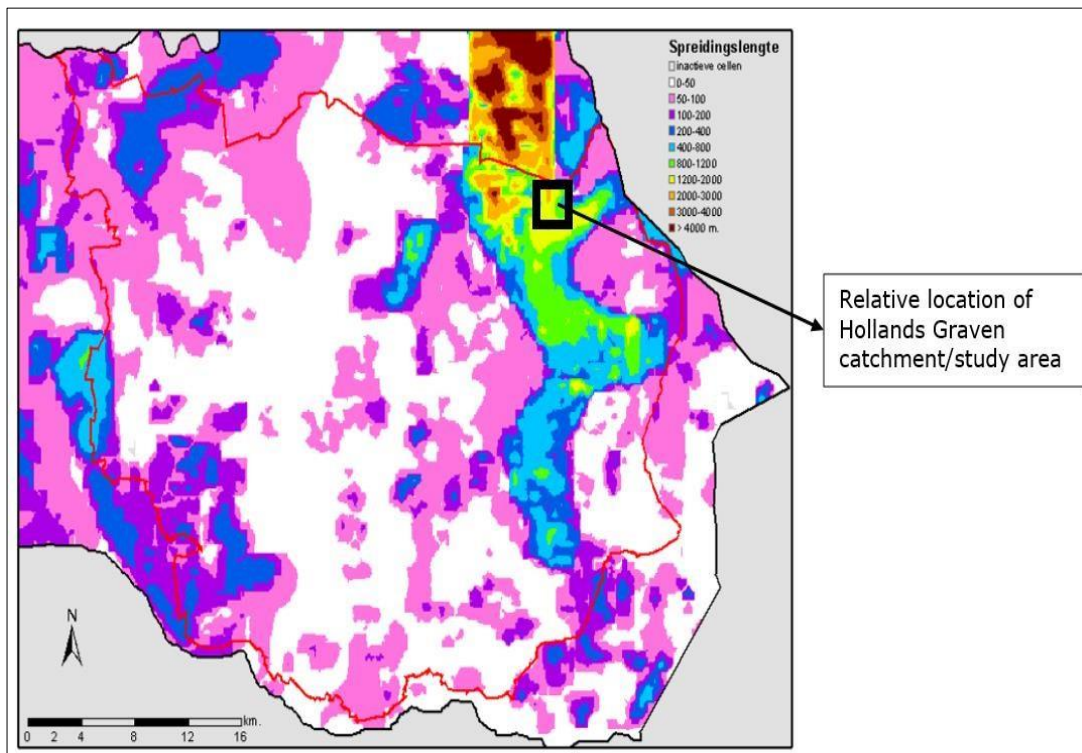 Spreidingslengte
inactieve cellen
0-50
50-100
100-200
200-400
400-800
800-1200
1200-2000
2000-3000
3000-4000
> 4000 m.
Relative location of
Hollands Graven
catchment/study area
N
km.
0 2 4 8 12 16